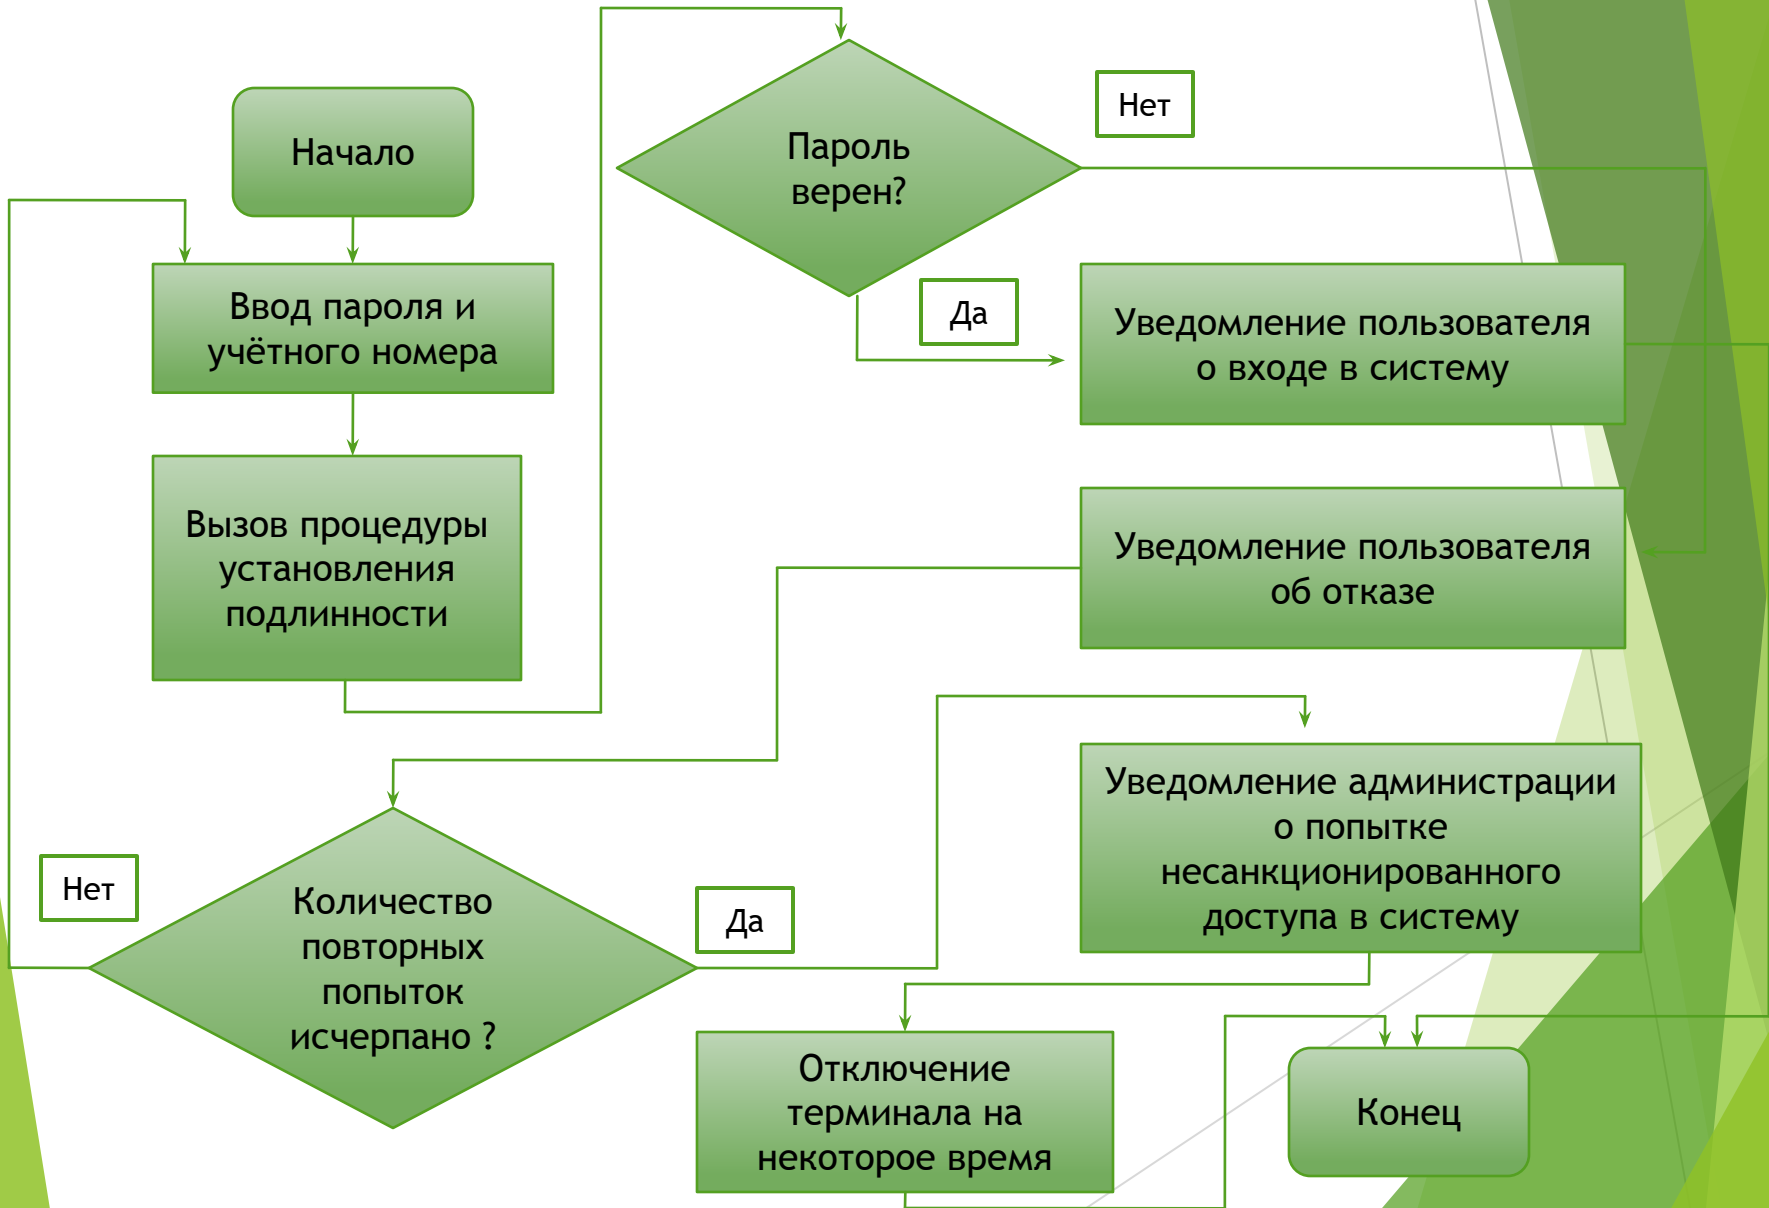 Начало
Ввод пароля и
учётного номера
Вызов процедуры
установления
подлинности
Пароль
верен?
Нет
Да
Уведомление пользователя
о входе в систему
Уведомление пользователя
об отказе
Количество
повторных
попыток
исчерпано ?
Нет
Да
Уведомление администрации
о попытке
несанкционированного
доступа в систему
Отключение
терминала на
некоторое время
Конец